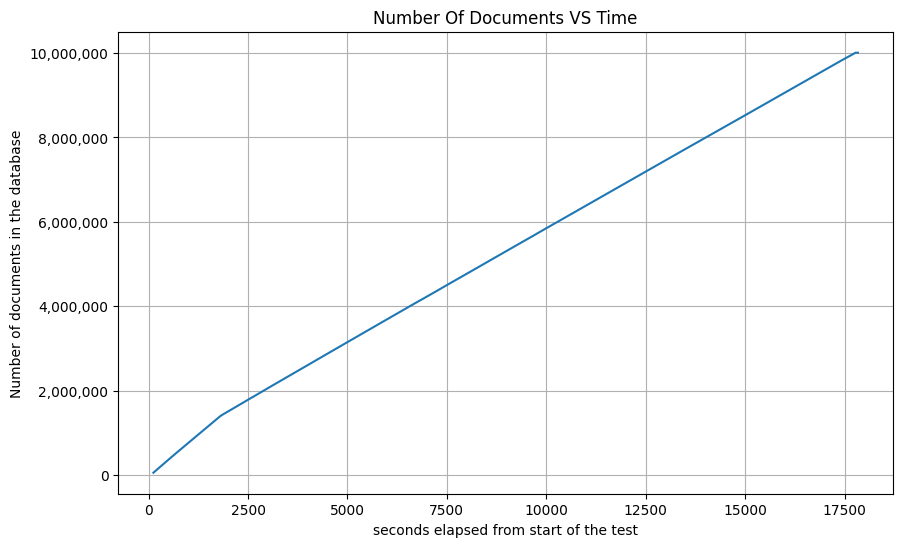 Number Of Documents VS Time
Number of documents in the database
10,000,000
8,000,000
6,000,000
4,000,000
2,000,000
0
0 2500 5000 7500 10000 12500 15000 17500
seconds elapsed from start of the test